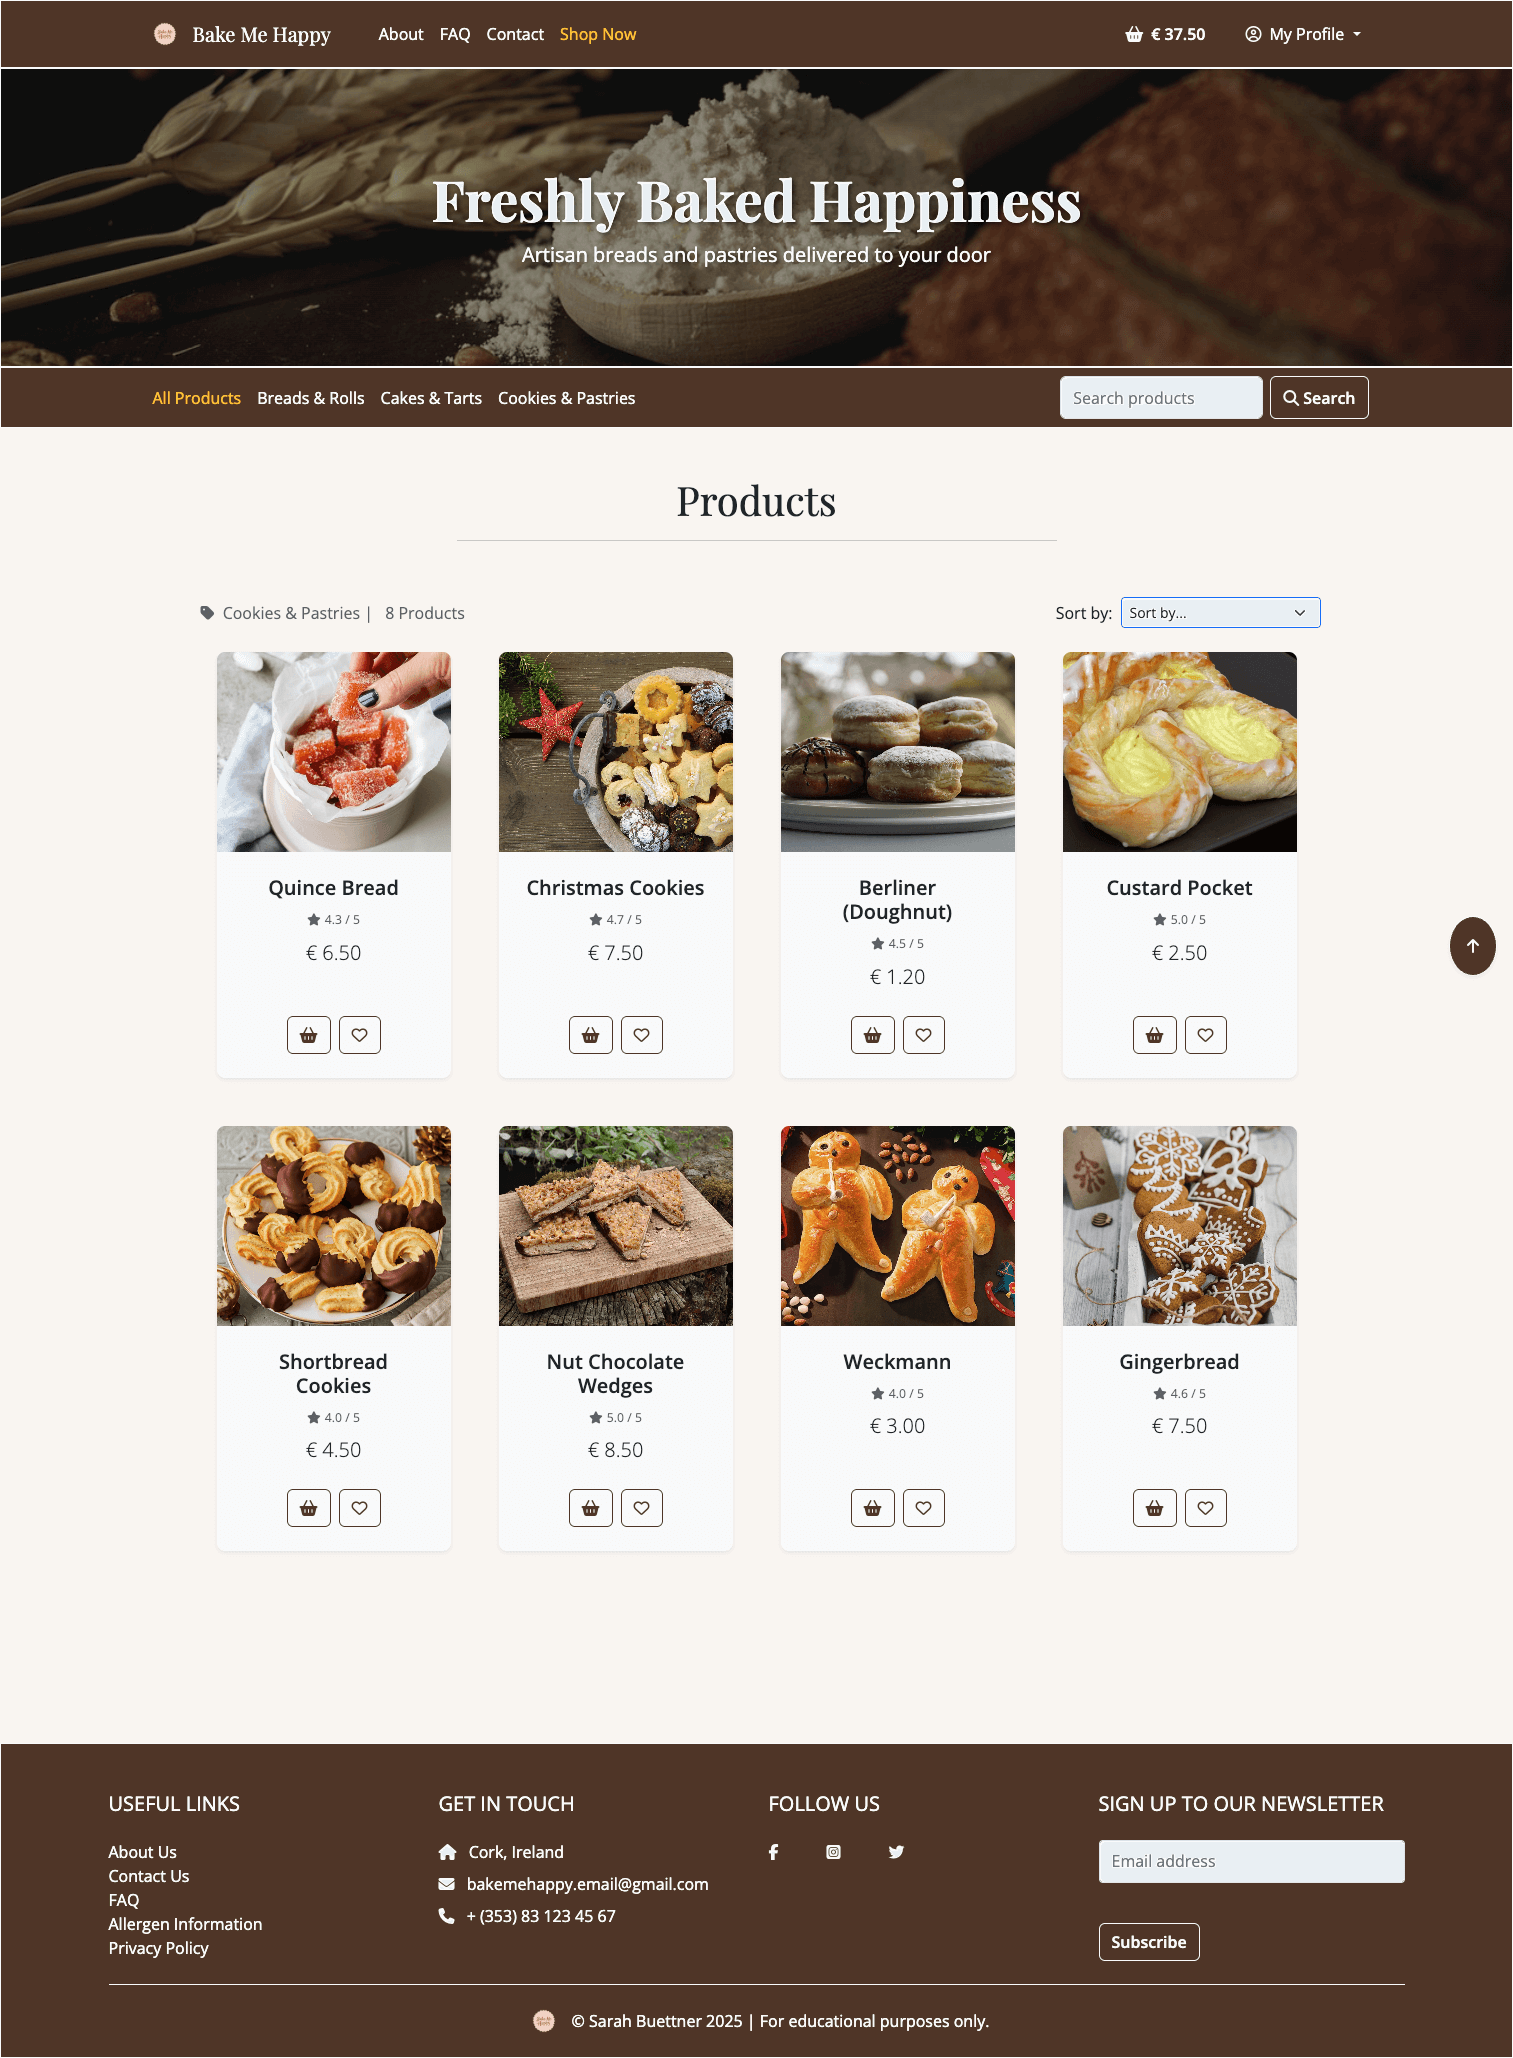 Bake Me Happy About FAQ Contact Shop Now € 37.50 My Profile
Freshly Baked Happiness
Artisan breads and pastries delivered to your door
All Products Breads & Rolls Cakes & Tarts Cookies & Pastries Search products Search
Products
Cookies & Pastries | 8 Products Sort by: Sort by...
Quince Bread
4.3 / 5
€ 6.50
Christmas Cookies
4.7 / 5
€ 7.50
Berliner
(Doughnut)
4.5 / 5
€ 1.20
Custard Pocket
5.0 / 5
€ 2.50
Shortbread
Cookies
4.0 / 5
€ 4.50
Nut Chocolate
Wedges
5.0 / 5
€ 8.50
Weckmann
4.0 / 5
€ 3.00
Gingerbread
4.6 / 5
€ 7.50
USEFUL LINKS
About Us
Contact Us
FAQ
Allergen Information
Privacy Policy
GET IN TOUCH
Cork, Ireland
bakemehappy.email@gmail.com
+ (353) 83 123 45 67
FOLLOW US
SIGN UP TO OUR NEWSLETTER
Email address
Subscribe
© Sarah Buettner 2025 | For educational purposes only.